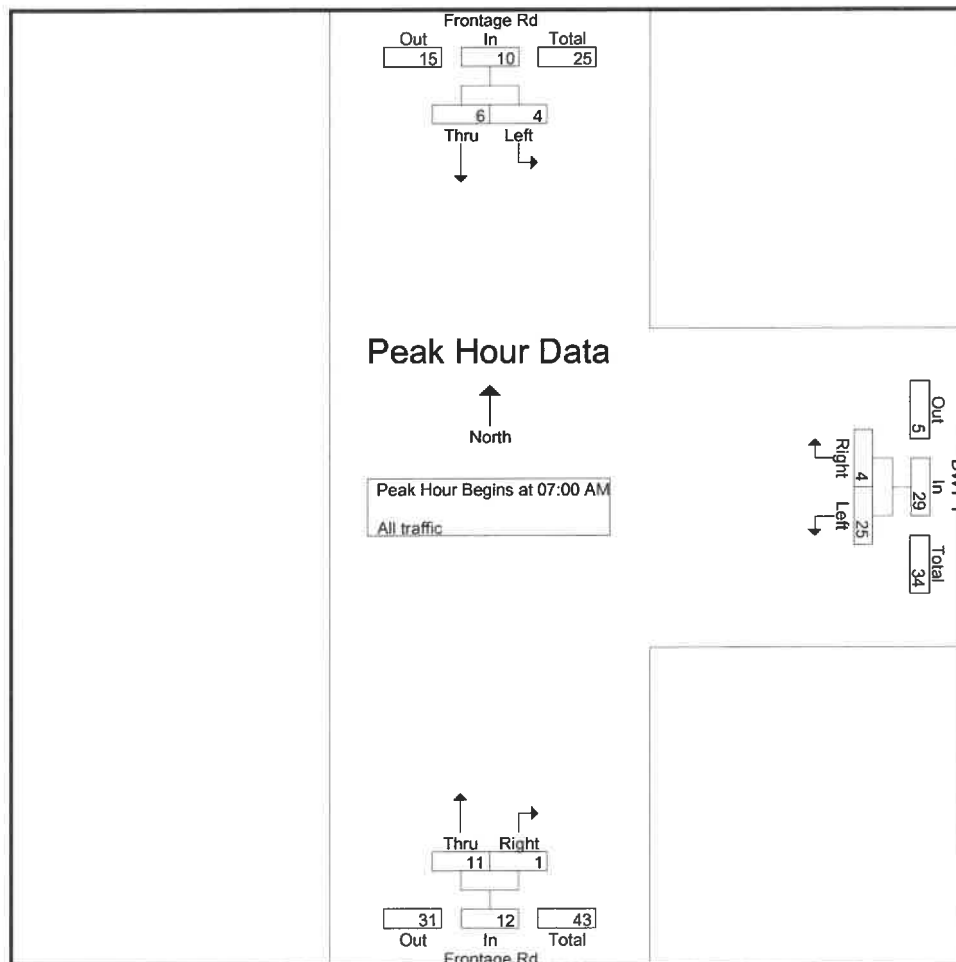 Frontage Rd
Out In Total
15 10 25
6 4
Thru Left
Peak Hour Data
North
Peak Hour Begins at 07:00 AM
All traffic
Out In Total
5 29 34
Right Left
4 25
Thru Right
11 1
31 12 43
Out In Total
Frontage Rd